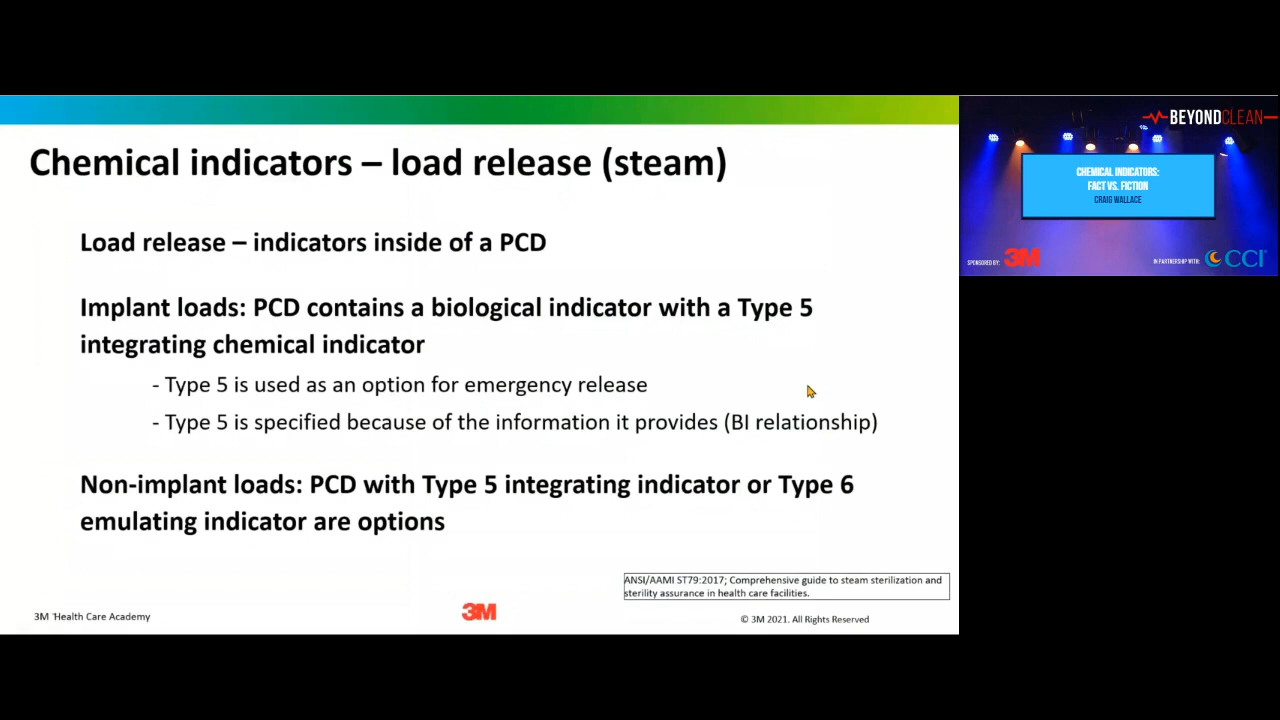 Chemical indicators – load release (steam)
Load release – indicators inside of a PCD
Implant loads: PCD contains a biological indicator with a Type 5
integrating chemical indicator
- Type 5 is used as an option for emergency release
- Type 5 is specified because of the information it provides (BI relationship)
Non-implant loads: PCD with Type 5 integrating indicator or Type 6
emulating indicator are options
ANSI/AAMI ST79:2017; Comprehensive guide to steam sterilization and
sterility assurance in health care facilities.
3M Health Care Academy
3M
© 3M 2021. All Rights Reserved
BEYONDCLEAN
CHEMICAL INDICATORS:
FACT VS. FICTION
CRAIG WALLACE
SPONSORED BY: 3M
IN PARTNERSHIP WITH: CCI